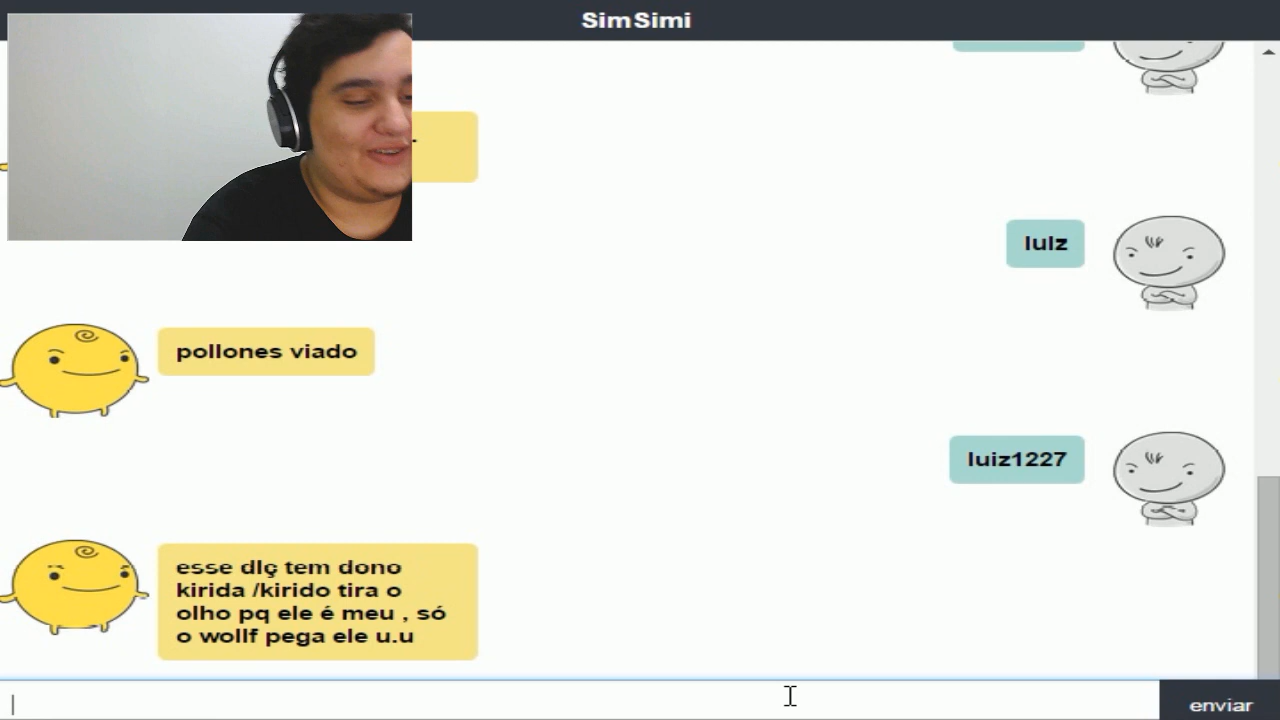 SimSimi
luiz
pollones viado
luiz1227
esse dlç tem dono
kirida /kirido tira o
olho pq ele é meu , só
o wollf pega ele u.u
enviar